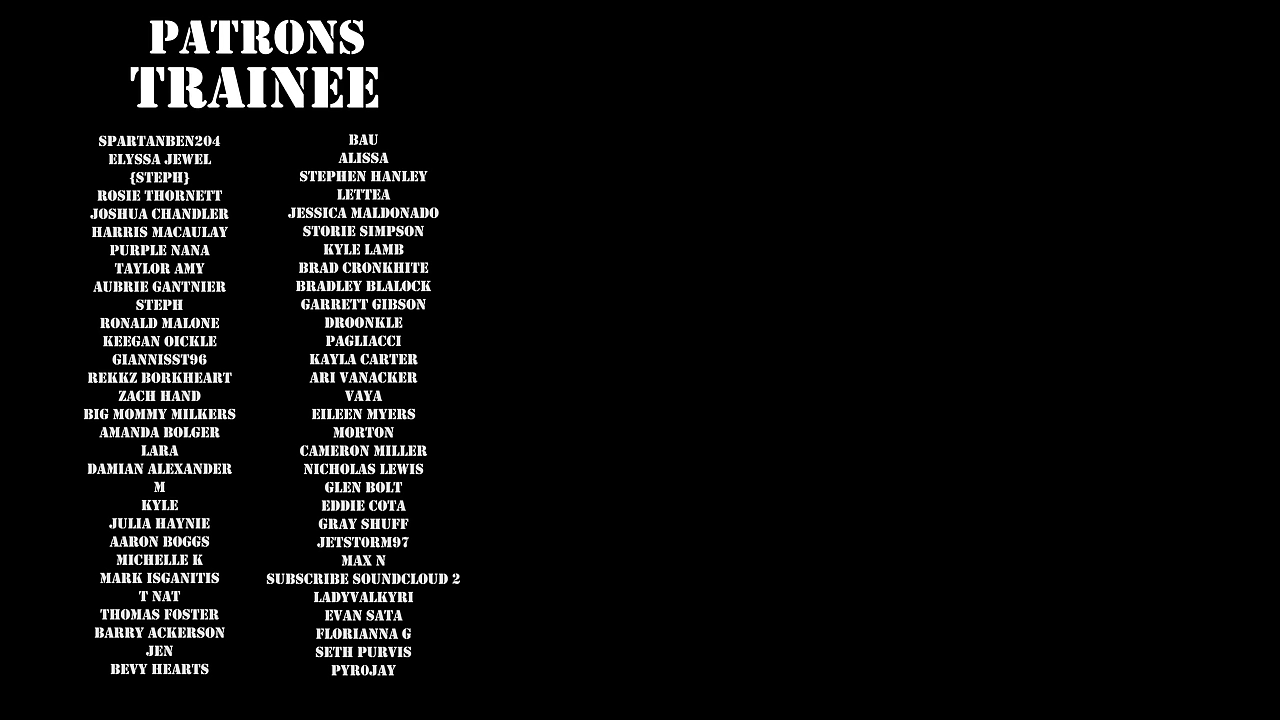 PATRONS
TRAINEE
SPARTANBEN204
ELYSSA JEWEL
{STEPH}
ROSIE THORNETT
JOSHUA CHANDLER
HARRIS MACAULAY
PURPLE NANA
TAYLOR AMY
AUBRIE GANTNIER
STEPH
RONALD MALONE
KEEGAN OICKLE
GIANNISST96
REKKZ BORKHEART
ZACH HAND
BIG MOMMY MILKERS
AMANDA BOLGER
LARA
DAMIAN ALEXANDER
M
KYLE
JULIA HAYNIE
AARON BOGGS
MICHELLE K
MARK ISGANITIS
T NAT
THOMAS FOSTER
BARRY ACKERSON
JEN
BEVY HEARTS
BAU
ALISSA
STEPHEN HANLEY
LETTEA
JESSICA MALDONADO
STORIE SIMPSON
KYLE LAMB
BRAD CRONKHITE
BRADLEY BLALOCK
GARRETT GIBSON
DROONKLE
PAGLIACCI
KAYLA CARTER
ARI VANACKER
VAYA
EILEEN MYERS
MORTON
CAMERON MILLER
NICHOLAS LEWIS
GLEN BOLT
EDDIE COTA
GRAY SHUFF
JETSTORM97
MAX N
SUBSCRIBE SOUNDCLOUD 2
LADYVALKYRI
EVAN SATA
FLORIANNA G
SETH PURVIS
PYR0JAY